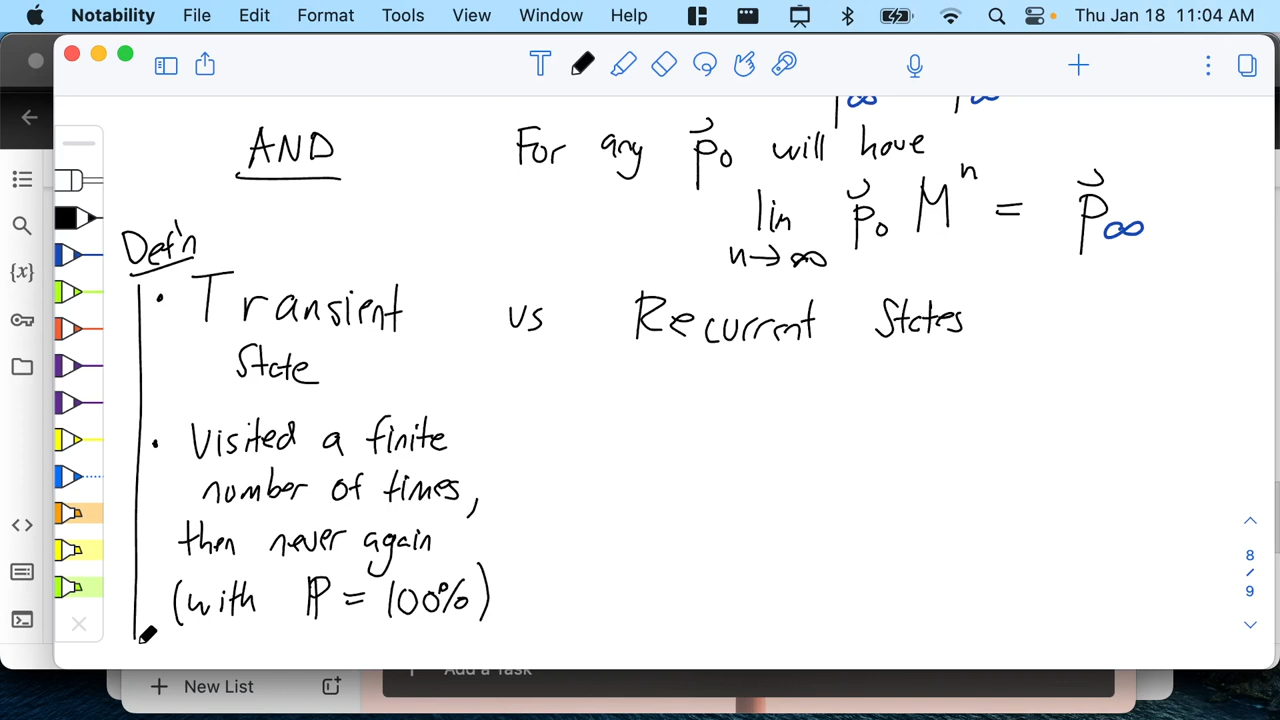 Notability File Edit Format Tools View Window Help Thu Jan 18 11:04 AM
AND For any p⃗0 will have
lim p⃗0 M^n = p⃗∞
n→∞
Def'n
• Transient vs Recurrent States
State
• Visited a finite
number of times,
then never again
(with ℙ = 100%)
8
/
9
New List